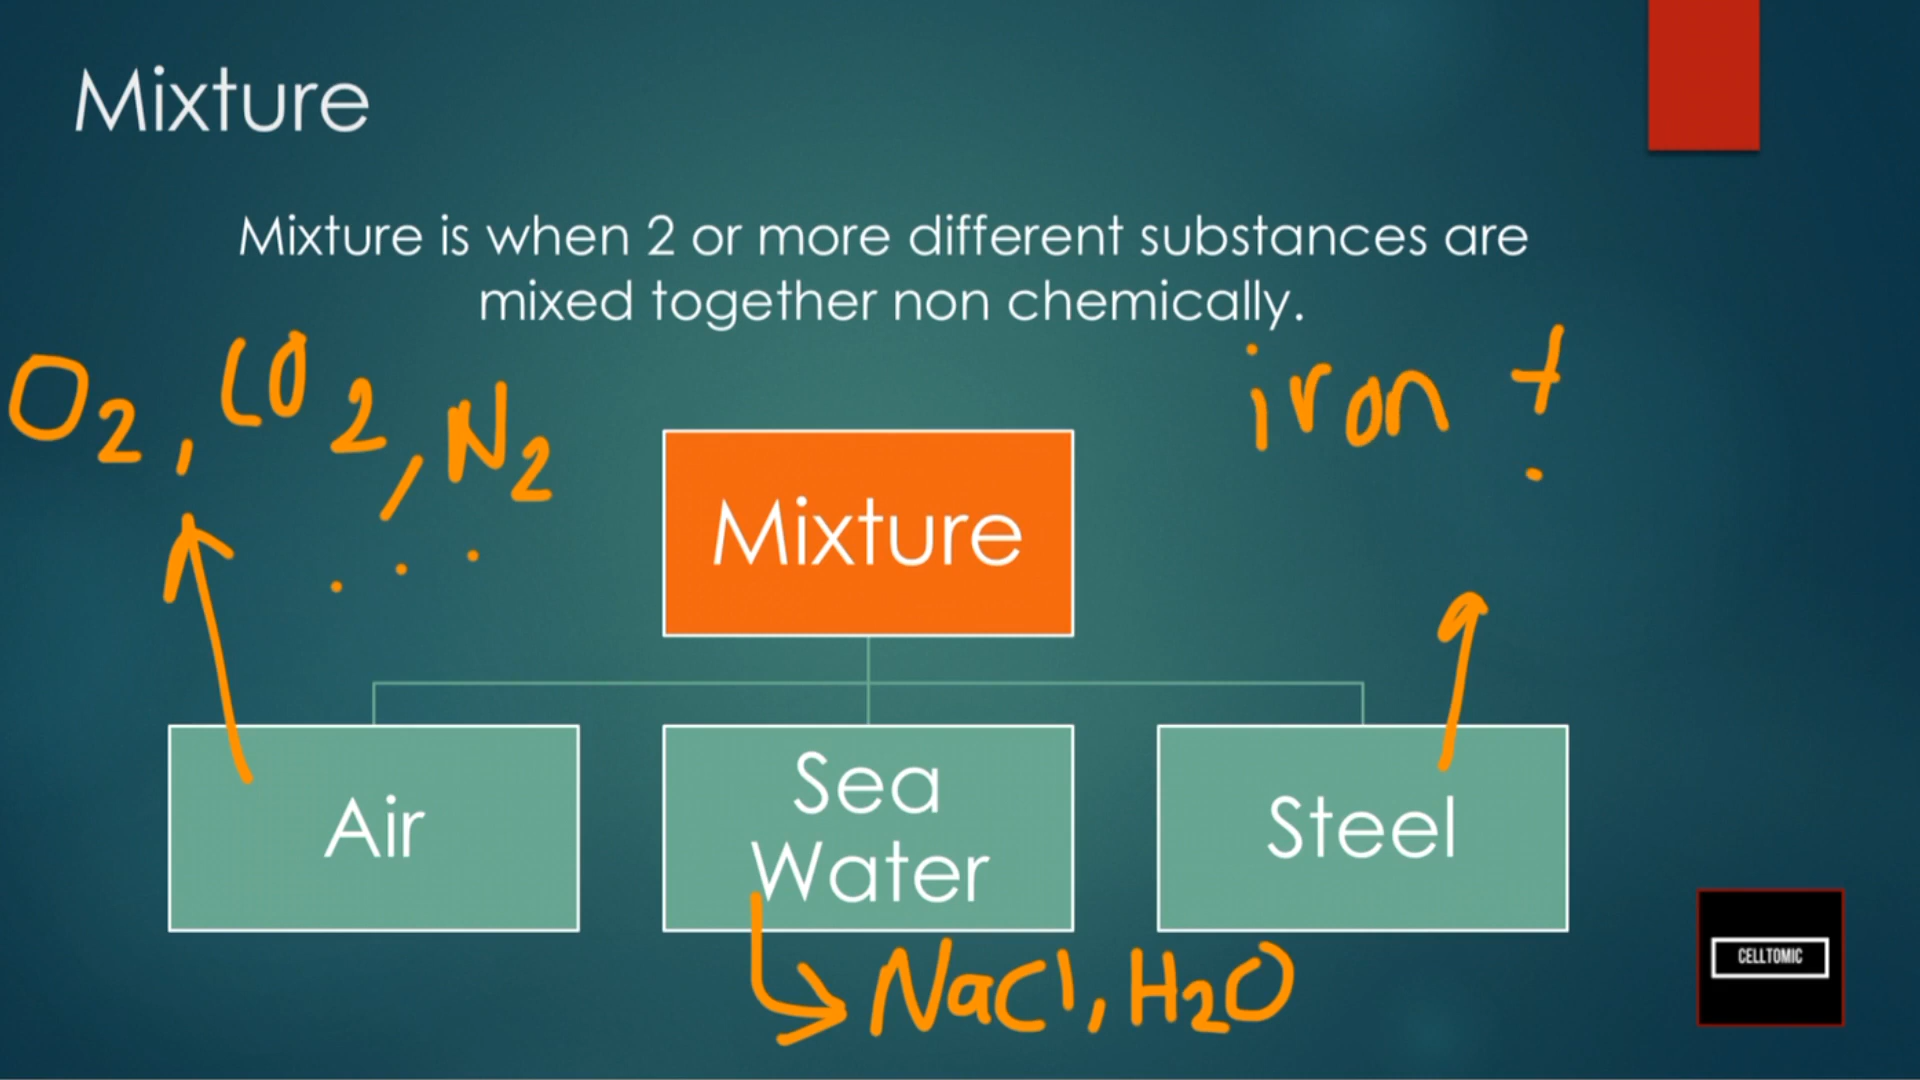 Mixture
Mixture is when 2 or more different substances are
mixed together non chemically.
O2, CO2, N2
...
iron +
Mixture
Air
Sea
Water
Steel
NaCl, H2O
CELLTOMIC